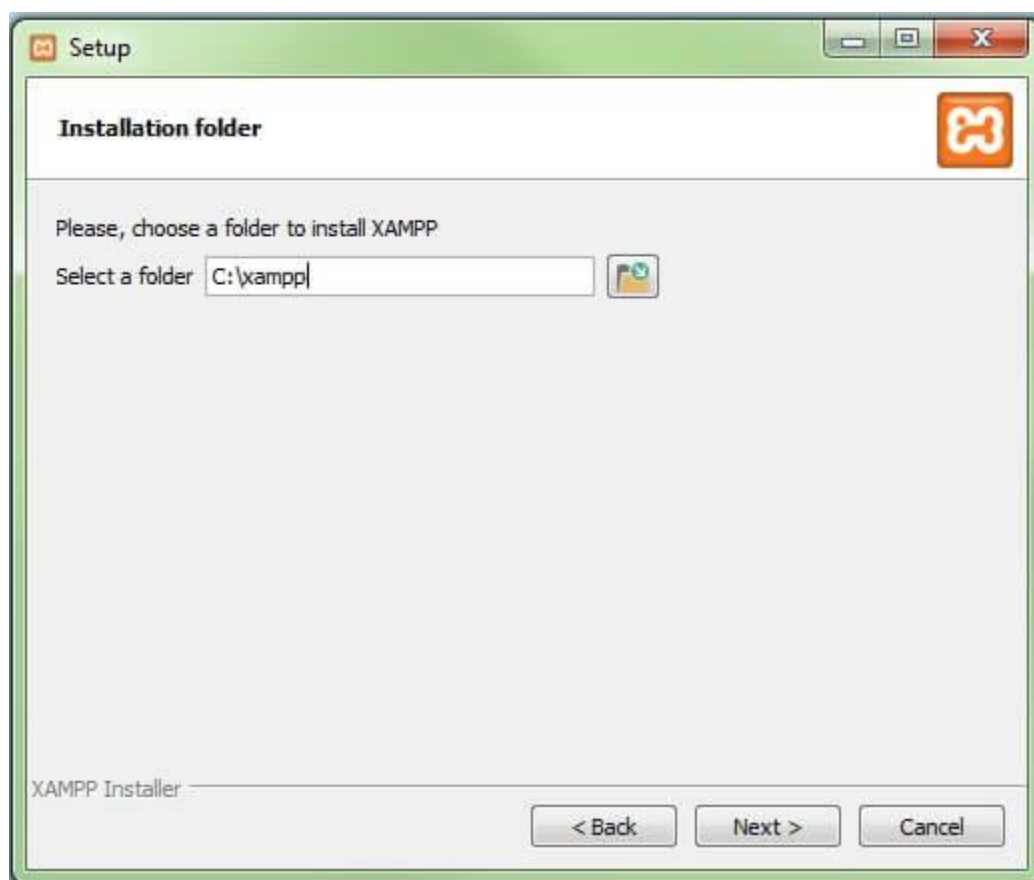 Setup
Installation folder
Please, choose a folder to install XAMPP
Select a folder C:\xampp
XAMPP Installer
< Back Next > Cancel